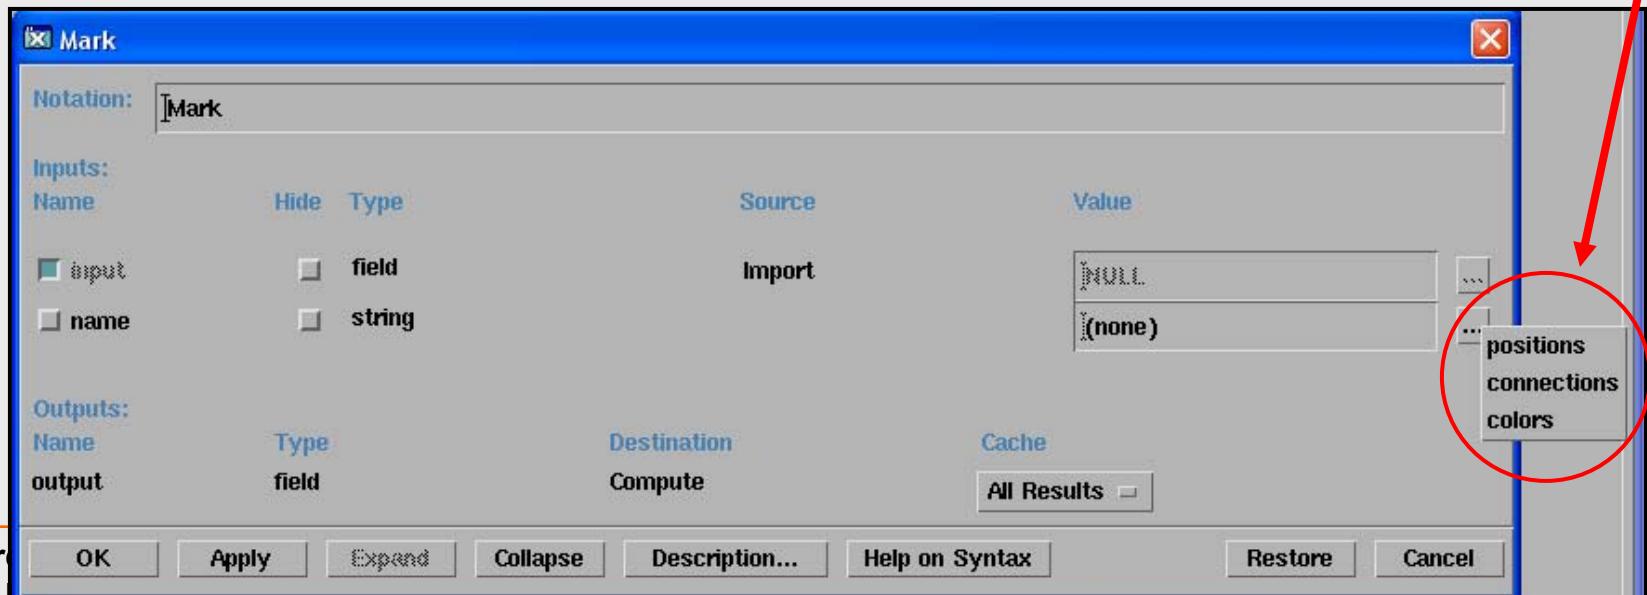 Mark
Notation: Mark
Inputs:
Name Hide Type Source Value
input field Import NULL ...
name string (none) ...
positions
connections
colors
Outputs:
Name Type Destination Cache
output field Compute All Results
OK Apply Expand Collapse Description... Help on Syntax Restore Cancel